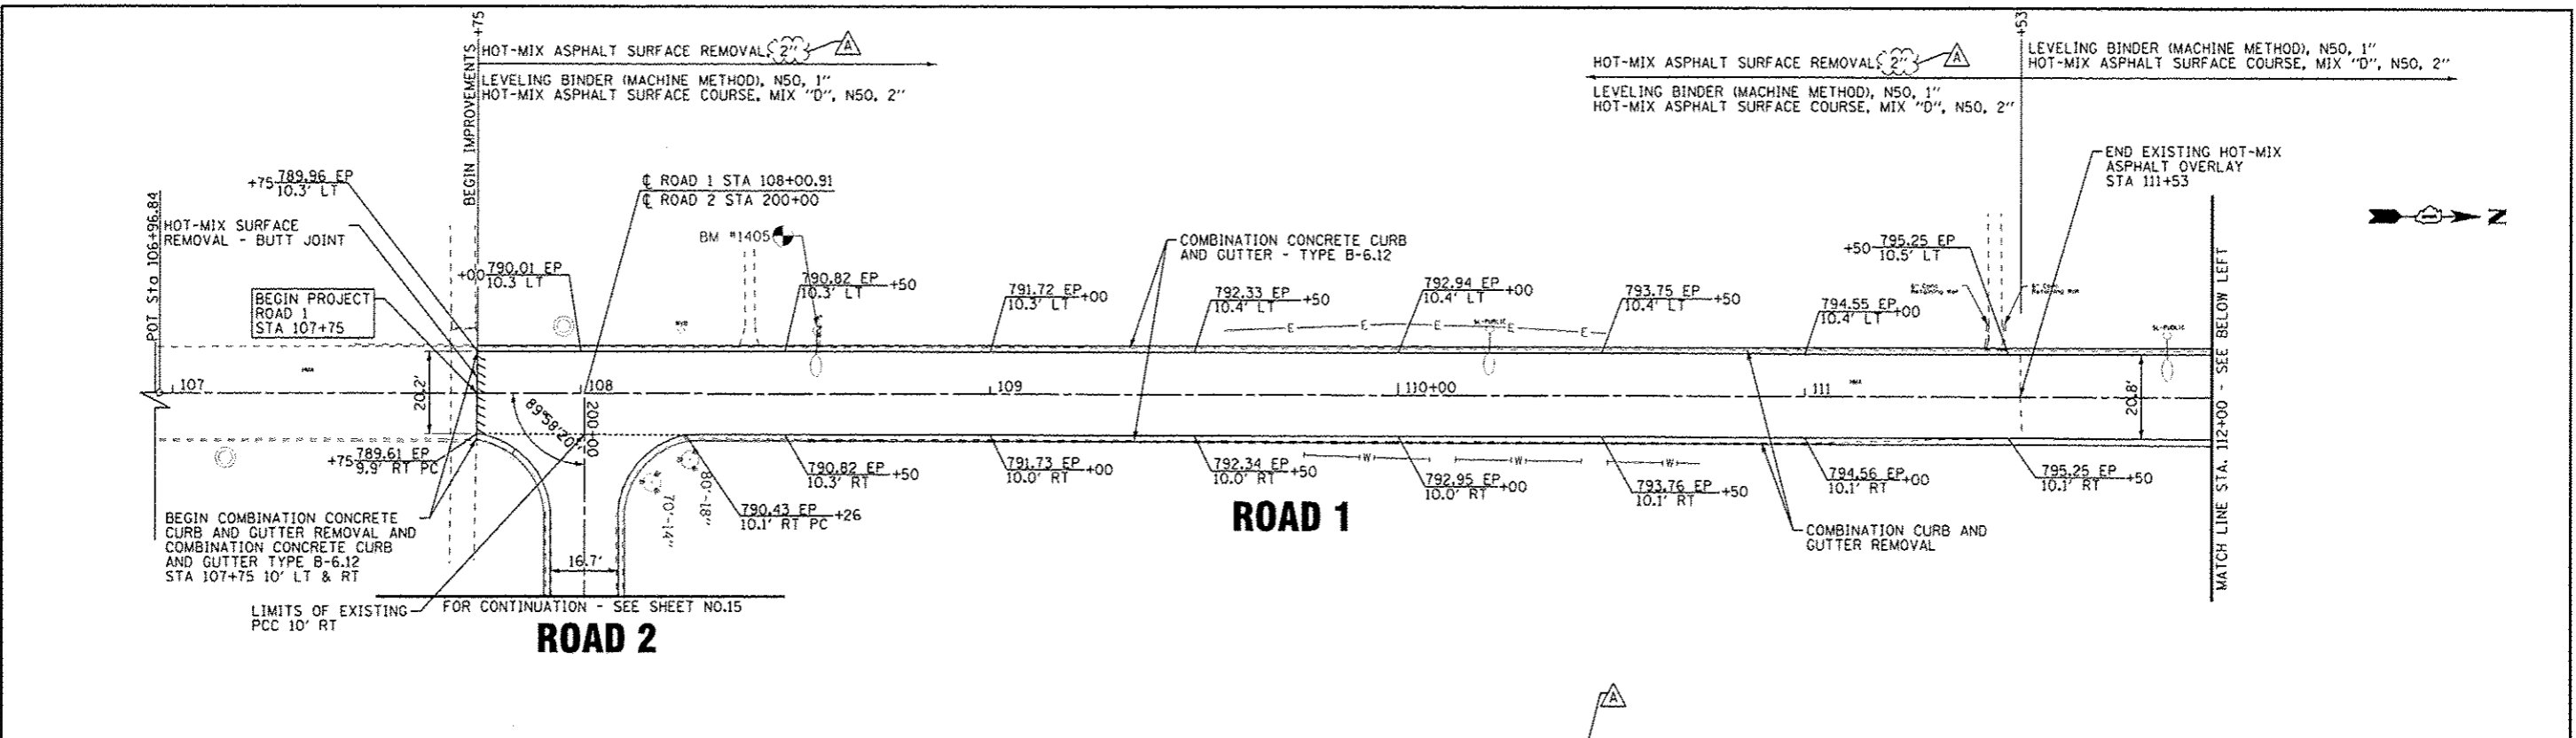 +75
BEGIN IMPROVEMENTS
HOT-MIX ASPHALT SURFACE REMOVAL, 2"
A
LEVELING BINDER (MACHINE METHOD), N50, 1"
HOT-MIX ASPHALT SURFACE COURSE, MIX "D", N50, 2"
HOT-MIX ASPHALT SURFACE REMOVAL, 2"
A
LEVELING BINDER (MACHINE METHOD), N50, 1"
HOT-MIX ASPHALT SURFACE COURSE, MIX "D", N50, 2"
+53
LEVELING BINDER (MACHINE METHOD), N50, 1"
HOT-MIX ASPHALT SURFACE COURSE, MIX "D", N50, 2"
END EXISTING HOT-MIX
ASPHALT OVERLAY
STA 111+53
N
POT Sta 106+96.84
+75 789.96 EP
10.3' LT
HOT-MIX SURFACE
REMOVAL - BUTT JOINT
BEGIN PROJECT
ROAD 1
STA 107+75
℄ ROAD 1 STA 108+00.91
℄ ROAD 2 STA 200+00
BM #1405
+00 790.01 EP
10.3 LT
790.82 EP +50
10.3' LT
791.72 EP +00
10.3' LT
COMBINATION CONCRETE CURB
AND GUTTER - TYPE B-6.12
792.33 EP +50
10.4' LT
792.94 EP +00
10.4' LT
793.75 EP +50
10.4' LT
794.55 EP +00
10.4' LT
+50 795.25 EP
10.5' LT
E E E E E
SL-PUBLIC
SL-PUBLIC
HMA
HMA
107
108
109
110+00
111
20.2'
20.8'
89°58'20"
200+00
MATCH LINE STA. 112+00 - SEE BELOW LEFT
+75 789.61 EP
9.9' RT PC
790.43 EP +26
10.1' RT PC
790.82 EP +50
10.3' RT
791.73 EP +00
10.0' RT
792.34 EP +50
10.0' RT
792.95 EP +00
10.0' RT
793.76 EP +50
10.1' RT
794.56 EP +00
10.1' RT
795.25 EP +50
10.1' RT
W W W
80'-18"
70'-14"
16.7'
ROAD 1
COMBINATION CURB AND
GUTTER REMOVAL
BEGIN COMBINATION CONCRETE
CURB AND GUTTER REMOVAL AND
COMBINATION CONCRETE CURB
AND GUTTER TYPE B-6.12
STA 107+75 10' LT & RT
LIMITS OF EXISTING
PCC 10' RT
FOR CONTINUATION - SEE SHEET NO.15
ROAD 2
A